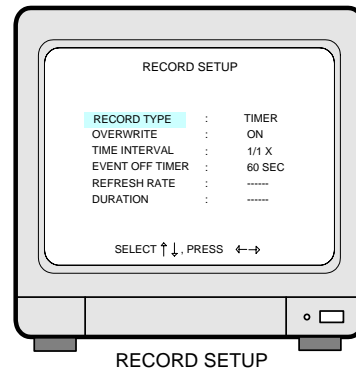 RECORD SETUP
RECORD TYPE : TIMER
OVERWRITE : ON
TIME INTERVAL : 1/1 X
EVENT OFF TIMER : 60 SEC
REFRESH RATE : ------
DURATION : ------
SELECT ↑↓, PRESS ←→
RECORD SETUP